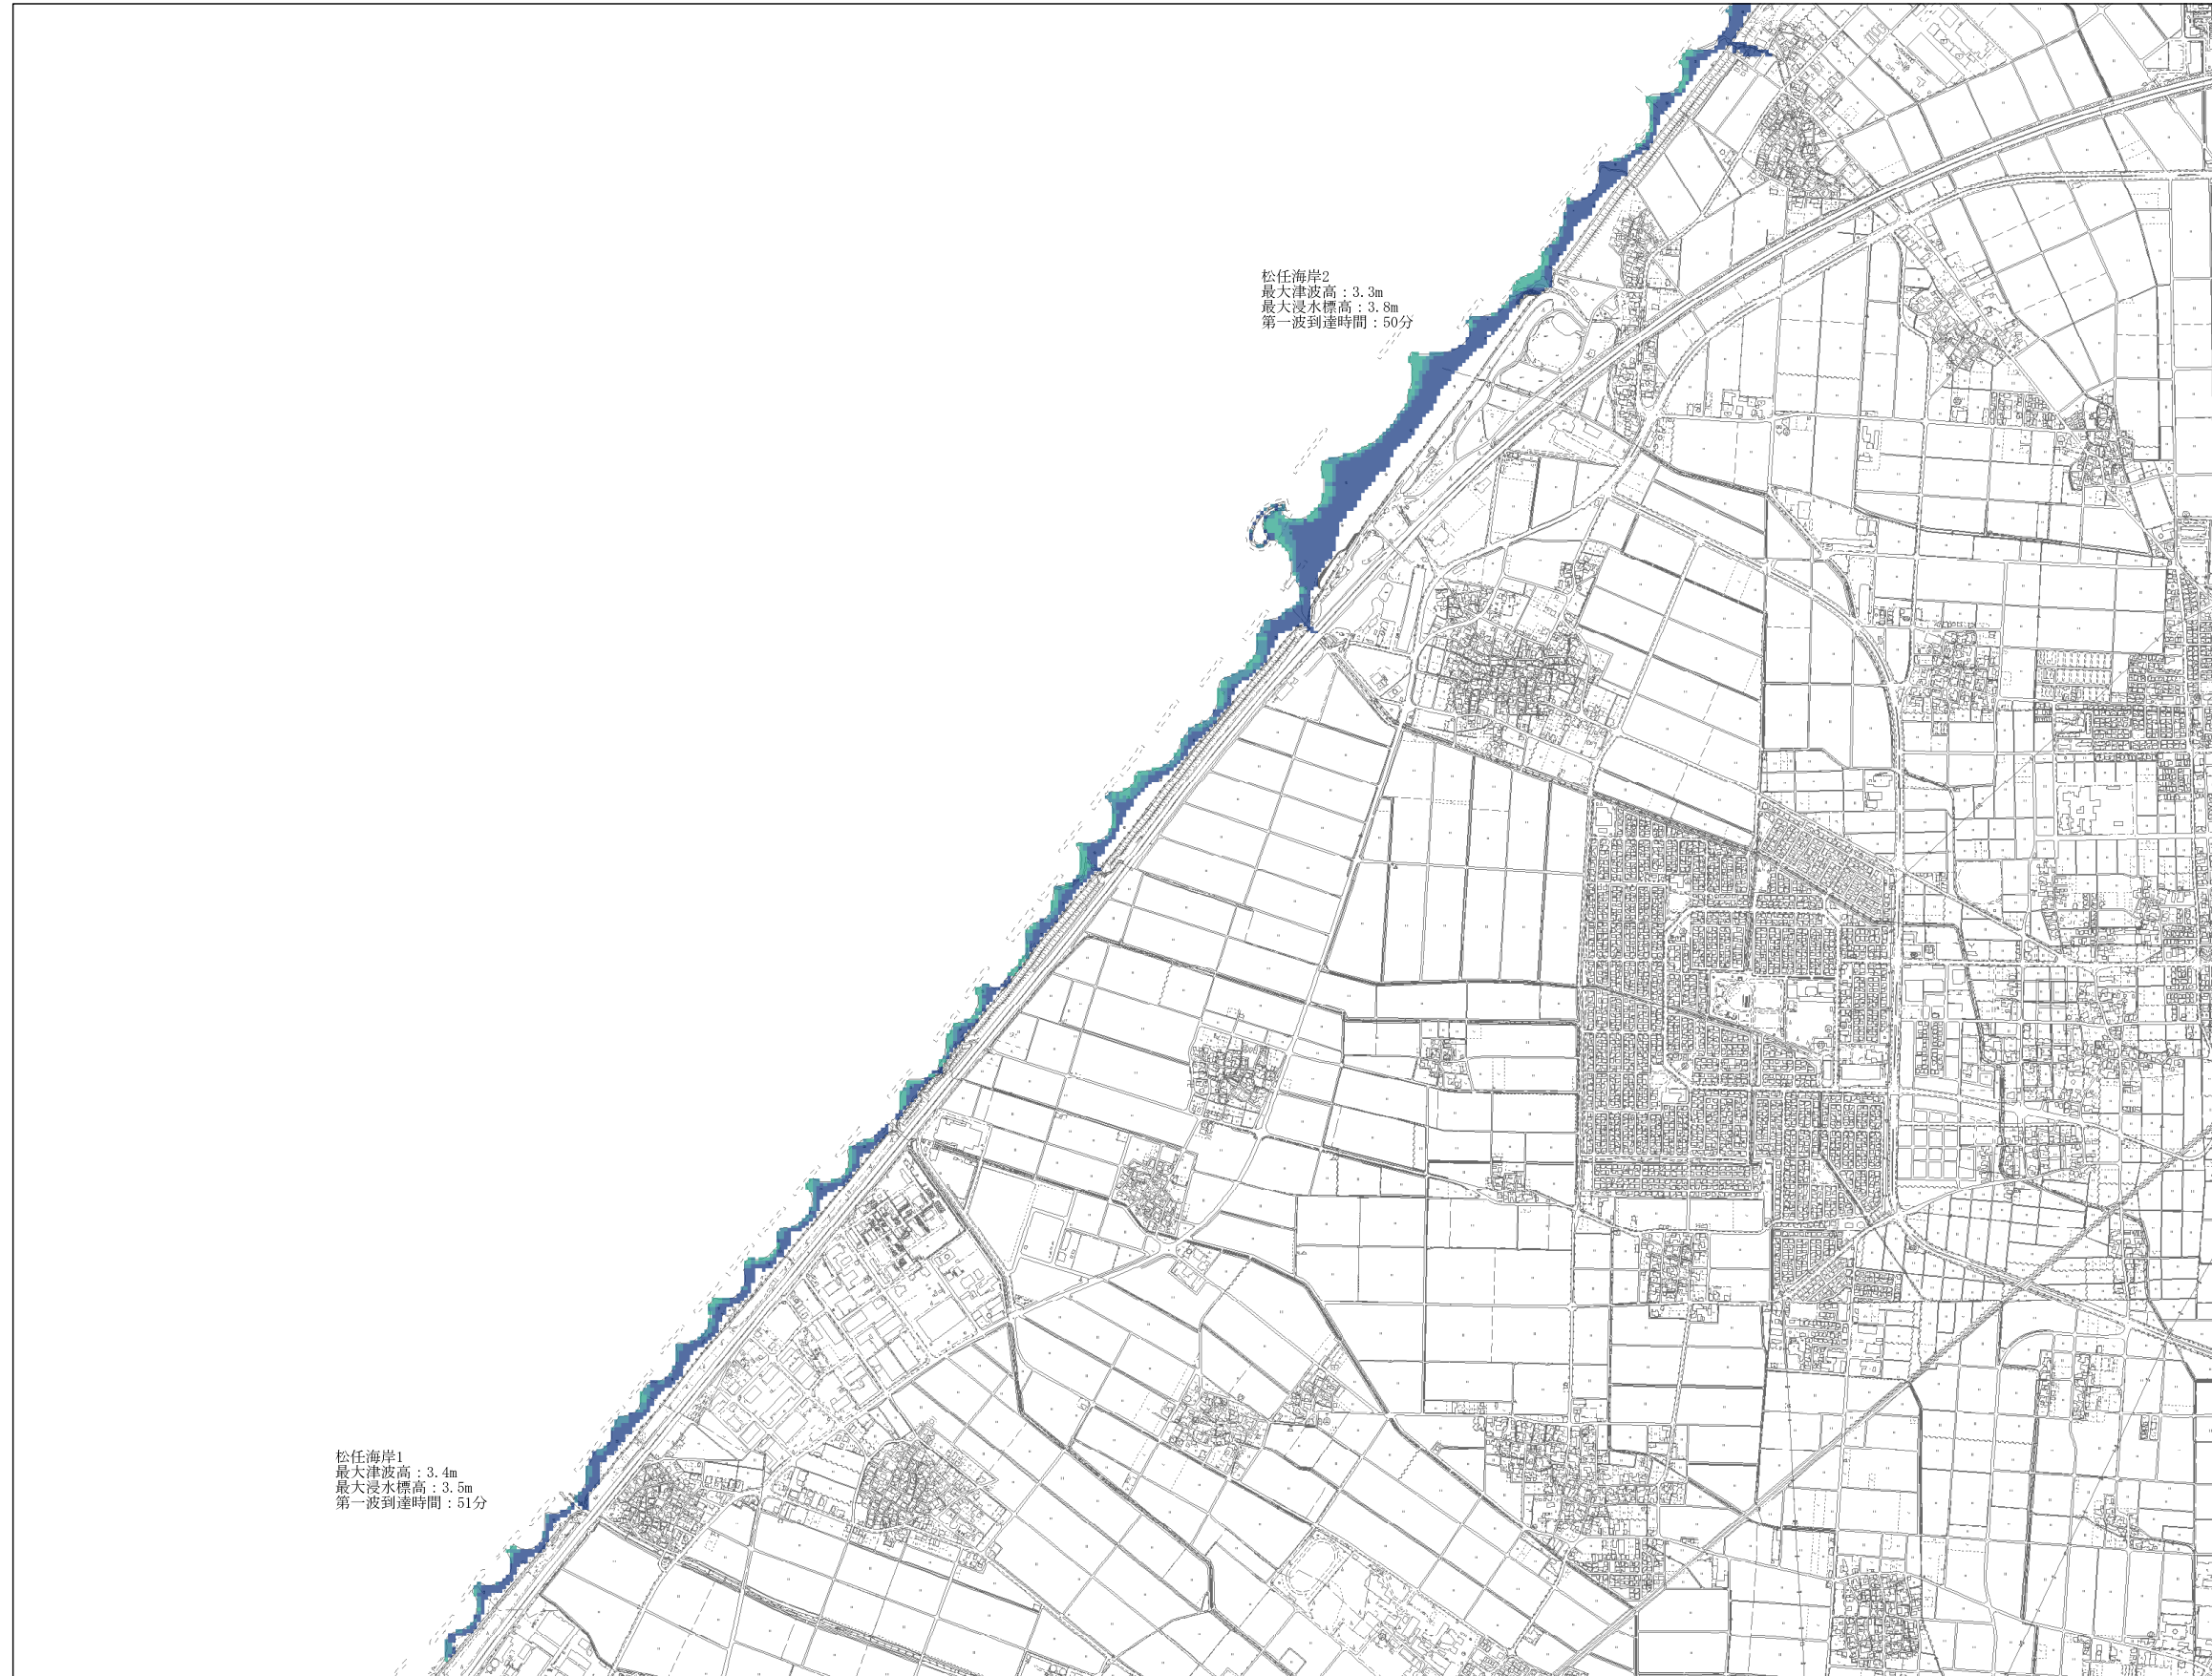 松任海岸2
最大津波高：3.3m
最大浸水標高：3.8m
第一波到達時間：50分
松任海岸1
最大津波高：3.4m
最大浸水標高：3.5m
第一波到達時間：51分